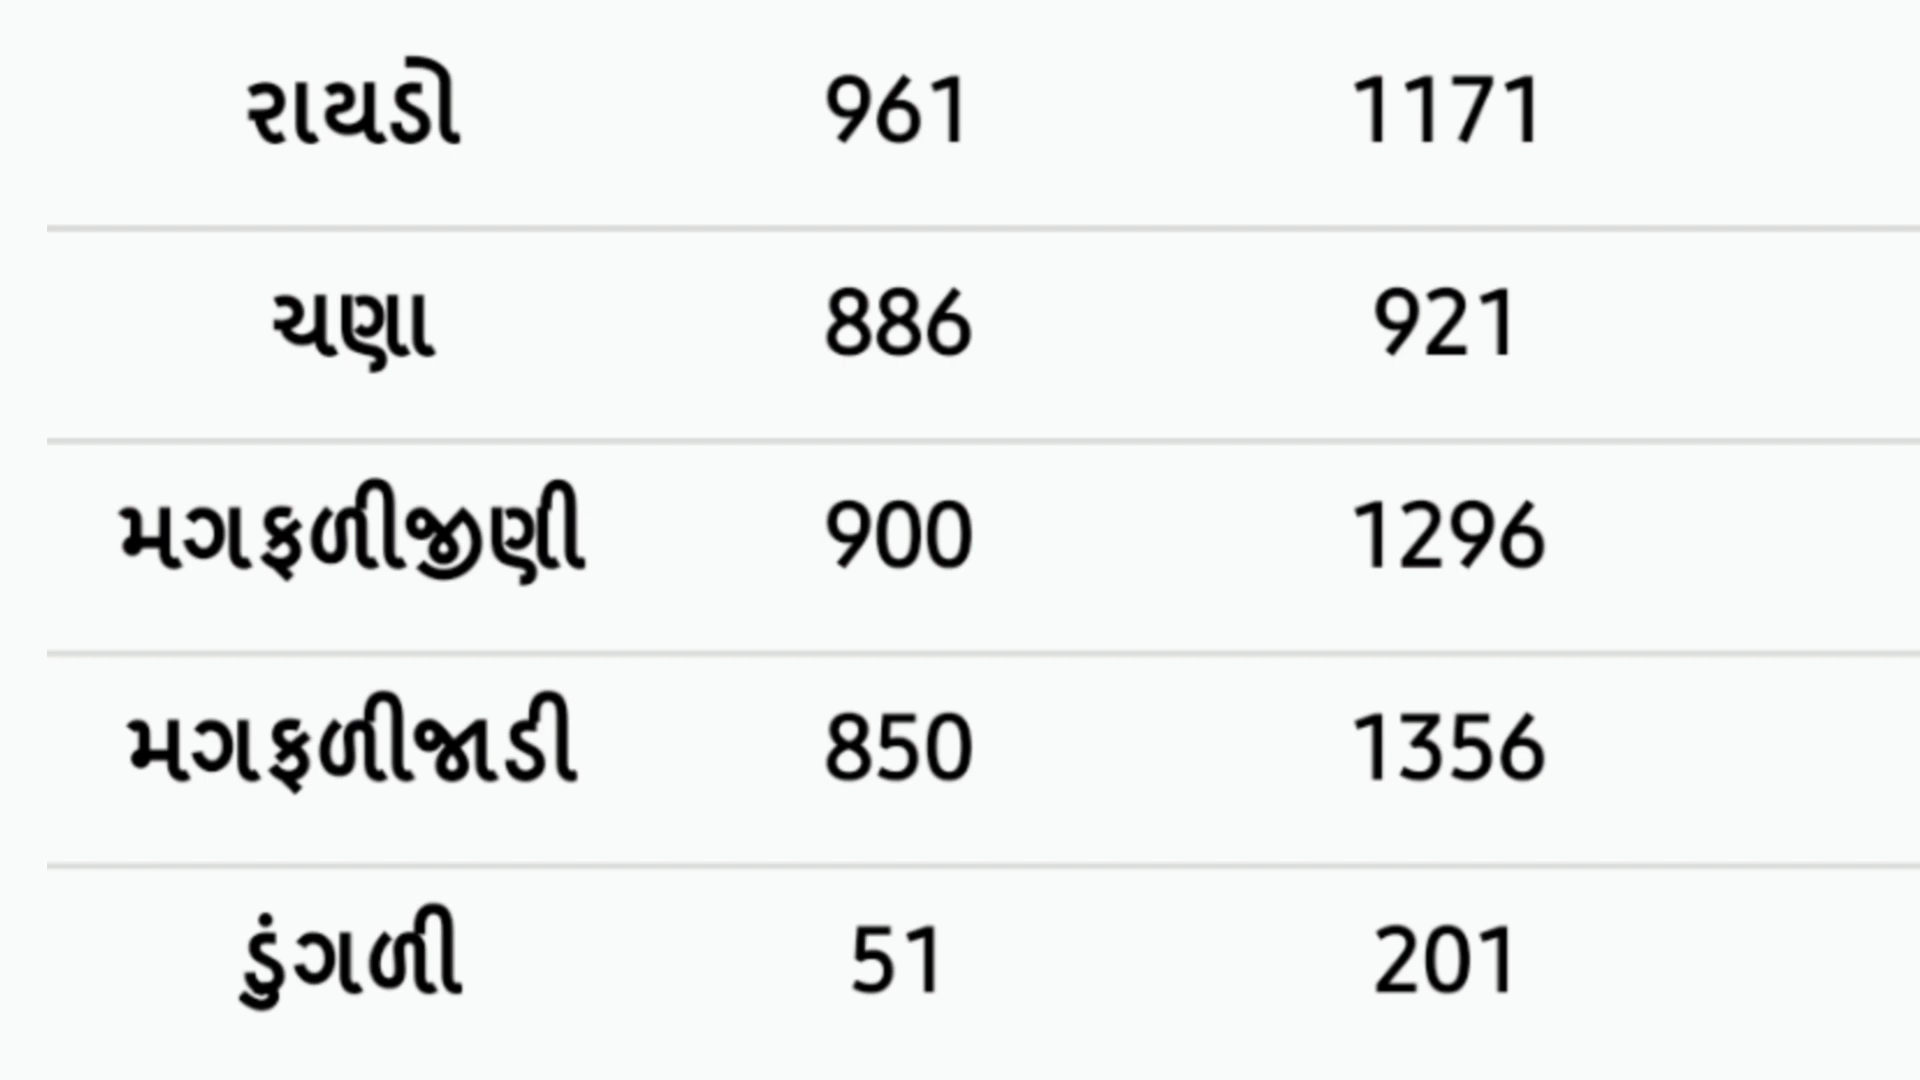 રાયડો 961 1171
ચણા 886 921
મગફળીજીણી 900 1296
મગફળીજાડી 850 1356
ડુંગળી 51 201